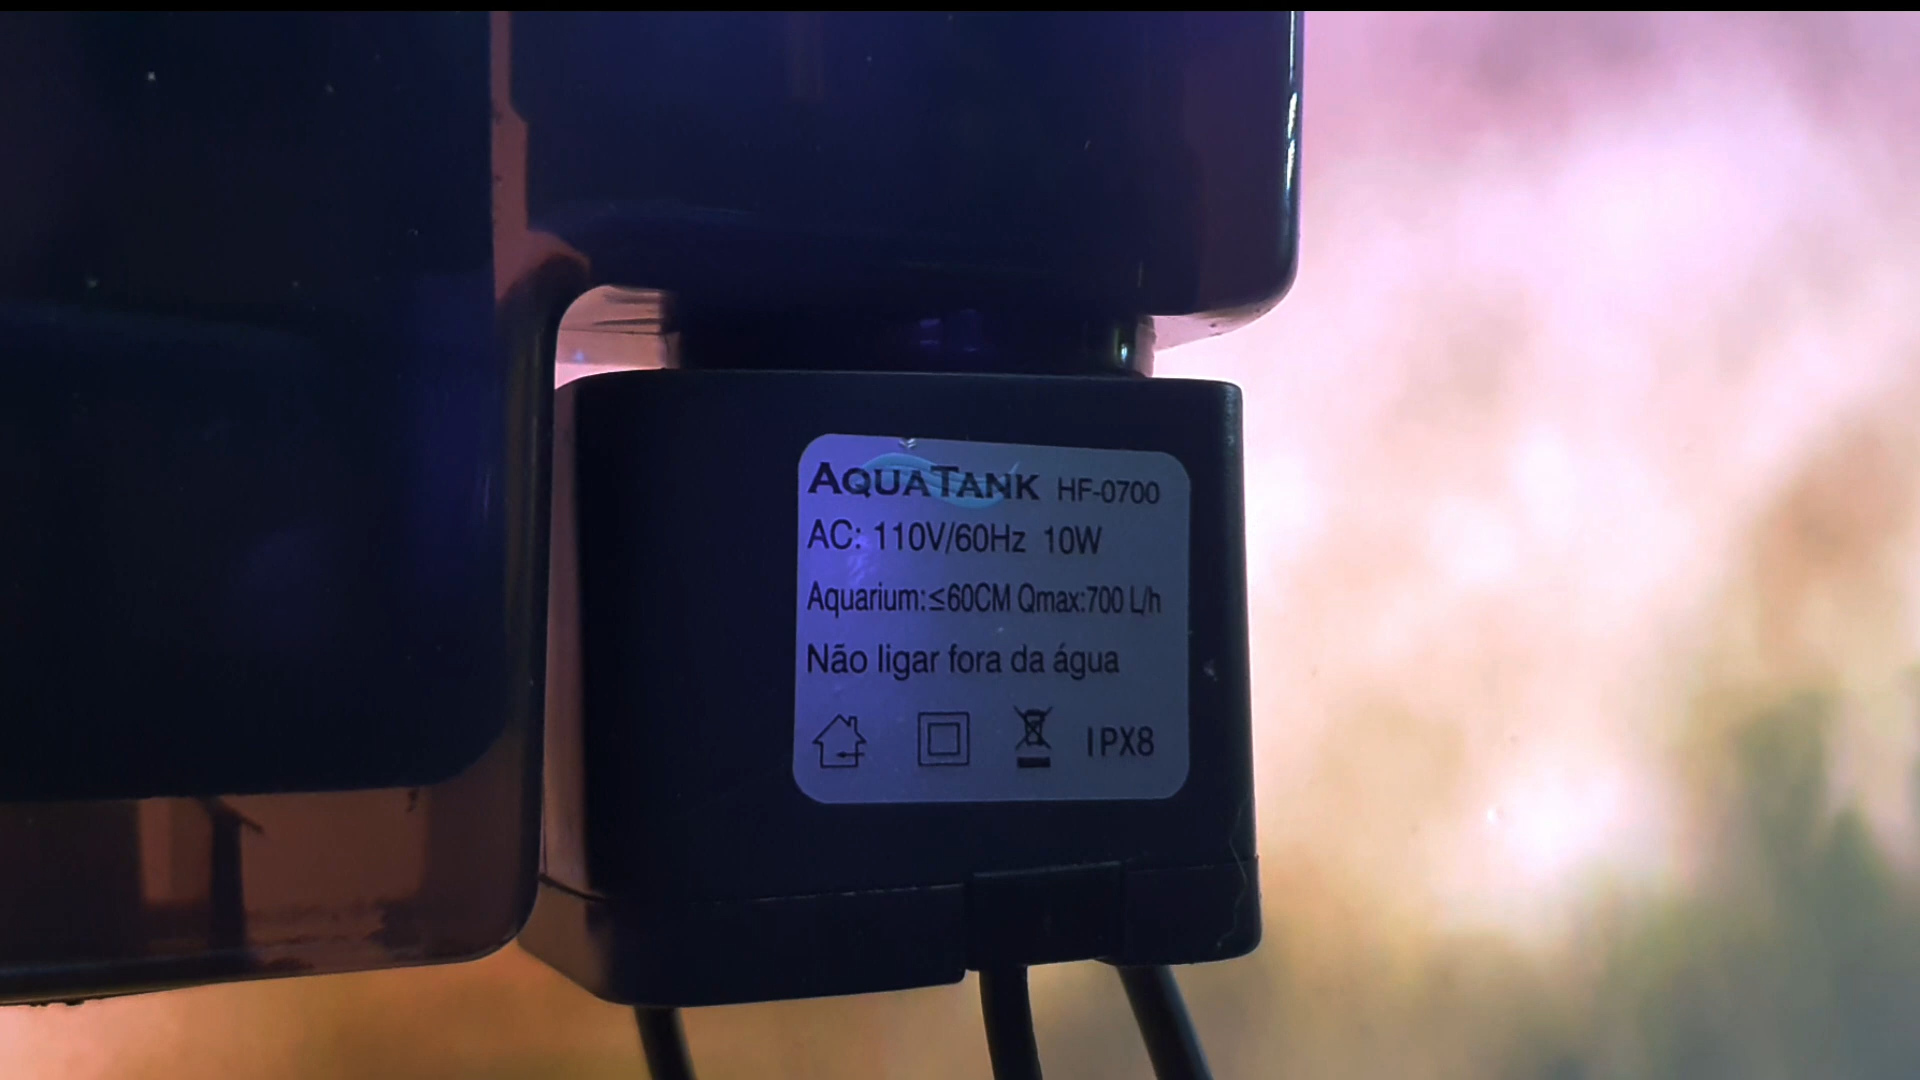 AQUATANK HF-0700
AC: 110V/60Hz 10W
Aquarium:≤60CM Qmax:700 L/h
Não ligar fora da água
IPX8